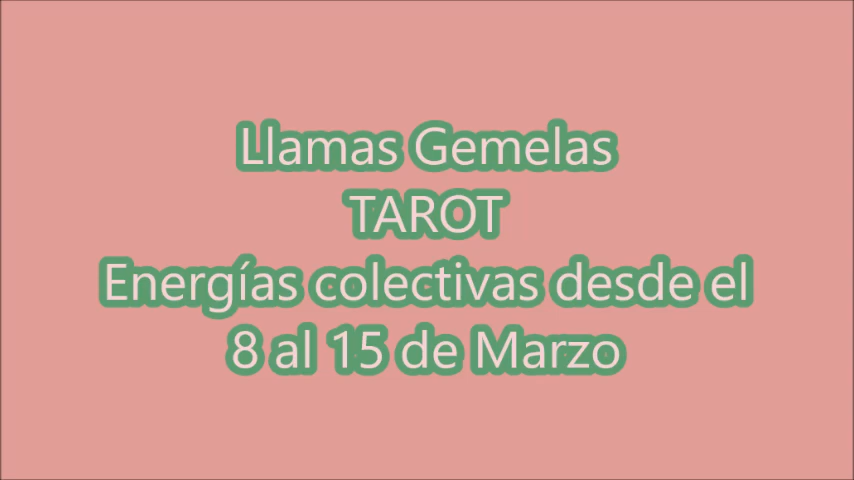 Llamas Gemelas
TAROT
Energías colectivas desde el
8 al 15 de Marzo